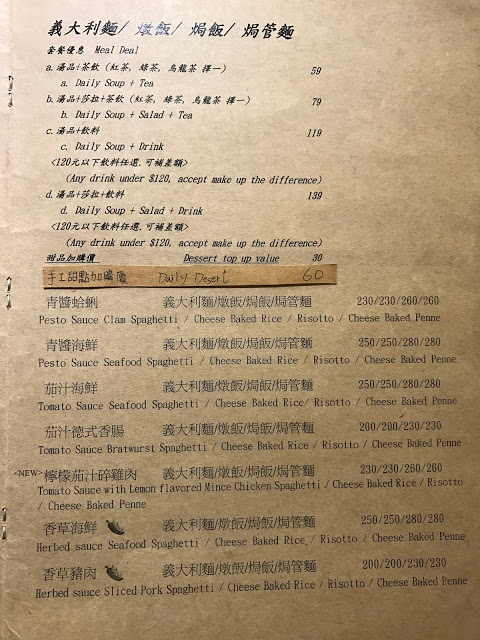 義大利麵/ 燉飯/ 焗飯/ 焗管麵
套餐優惠 Meal Deal
a.湯品+茶飲 (紅茶, 綠茶, 烏龍茶 擇一) 59
a. Daily Soup + Tea
b.湯品+莎拉+茶飲 (紅茶, 綠茶, 烏龍茶 擇一) 79
b. Daily Soup + Salad + Tea
c.湯品+飲料 119
c. Daily Soup + Drink
<120元以下飲料任選,可補差額>
(Any drink under $120, accept make up the difference)
d.湯品+莎拉+飲料 139
d. Daily Soup + Salad + Drink
<120元以下飲料任選,可補差額>
(Any drink under $120, accept make up the difference)
甜品加購價 Dessert top up value 30
手工甜點加購價 Daily Desert 60
青醬蛤蜊 義大利麵/燉飯/焗飯/焗管麵 230/230/260/260
Pesto Sauce Clam Spaghetti / Cheese Baked Rice / Risotto / Cheese Baked Penne
青醬海鮮 義大利麵/燉飯/焗飯/焗管麵 250/250/280/280
Pesto Sauce Seafood Spaghetti / Cheese Baked Rice / Risotto / Cheese Baked Penne
茄汁海鮮 義大利麵/燉飯/焗飯/焗管麵 250/250/280/280
Tomato Sauce Seafood Spaghetti / Cheese Baked Rice/ Risotto / Cheese Baked Penne
茄汁德式香腸 義大利麵/燉飯/焗飯/焗管麵 200/200/230/230
Tomato Sauce Bratwurst Spaghetti / Cheese Baked Rice / Risotto / Cheese Baked Penne
<NEW>檸檬茄汁碎雞肉 義大利麵/燉飯/焗飯/焗管麵 230/230/260/260
Tomato Sauce with Lemon flavored Mince Chicken Spaghetti / Cheese Baked Rice / Risotto
/ Cheese Baked Penne
香草海鮮 義大利麵/燉飯/焗飯/焗管麵 250/250/280/280
Herbed sauce Seafood Spaghetti / Cheese Baked Rice / Risotto / Cheese Baked Penne
香草豬肉 義大利麵/燉飯/焗飯/焗管麵 200/200/230/230
Herbed sauce Sliced Pork Spaghetti / Cheese Baked Rice / Risotto / Cheese Baked Penne